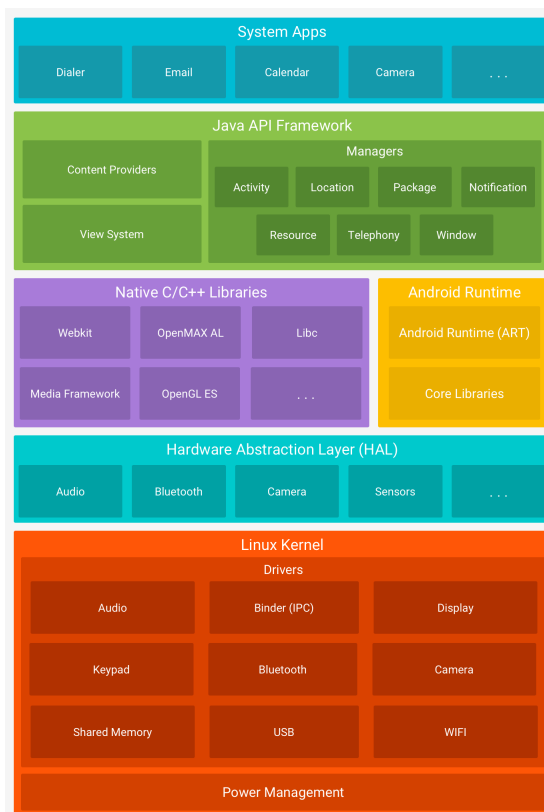 System Apps
Dialer
Email
Calendar
Camera
. . .
Java API Framework
Content Providers
View System
Managers
Activity
Location
Package
Notification
Resource
Telephony
Window
Native C/C++ Libraries
Webkit
OpenMAX AL
Libc
Media Framework
OpenGL ES
. . .
Android Runtime
Android Runtime (ART)
Core Libraries
Hardware Abstraction Layer (HAL)
Audio
Bluetooth
Camera
Sensors
. . .
Linux Kernel
Drivers
Audio
Binder (IPC)
Display
Keypad
Bluetooth
Camera
Shared Memory
USB
WIFI
Power Management